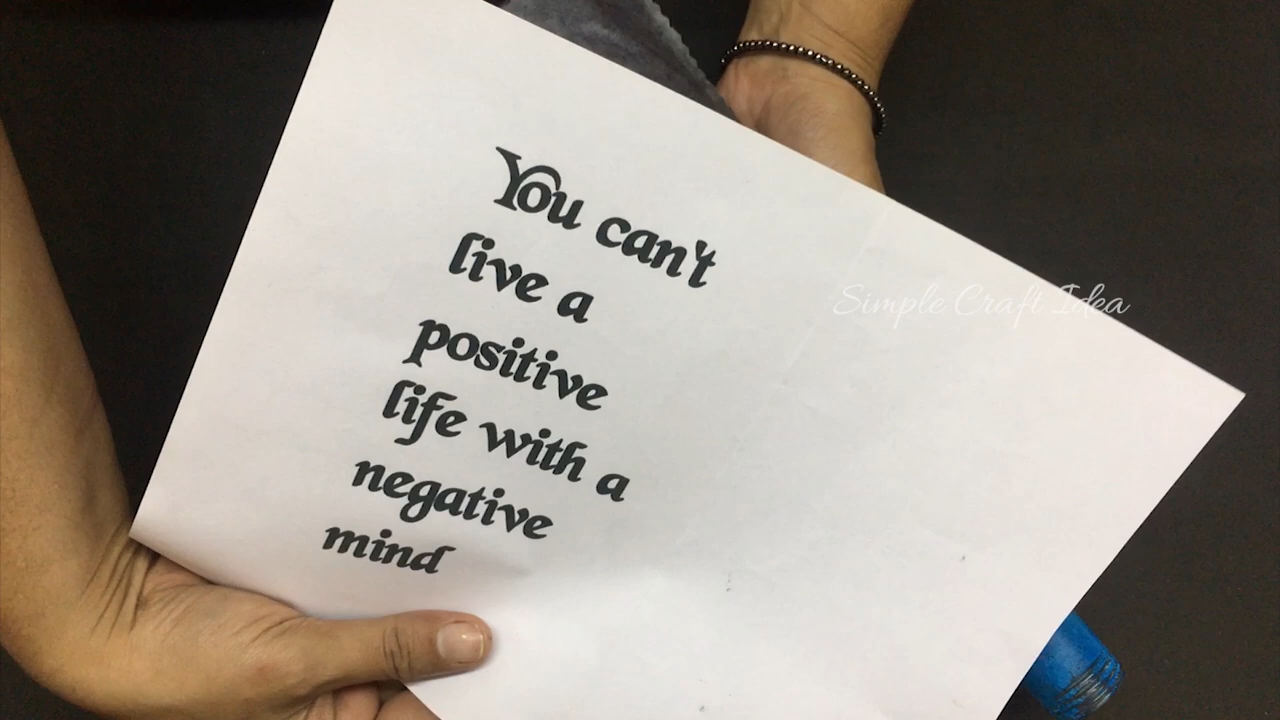 You can't
live a
positive
life with a
negative
mind
Simple Craft Idea